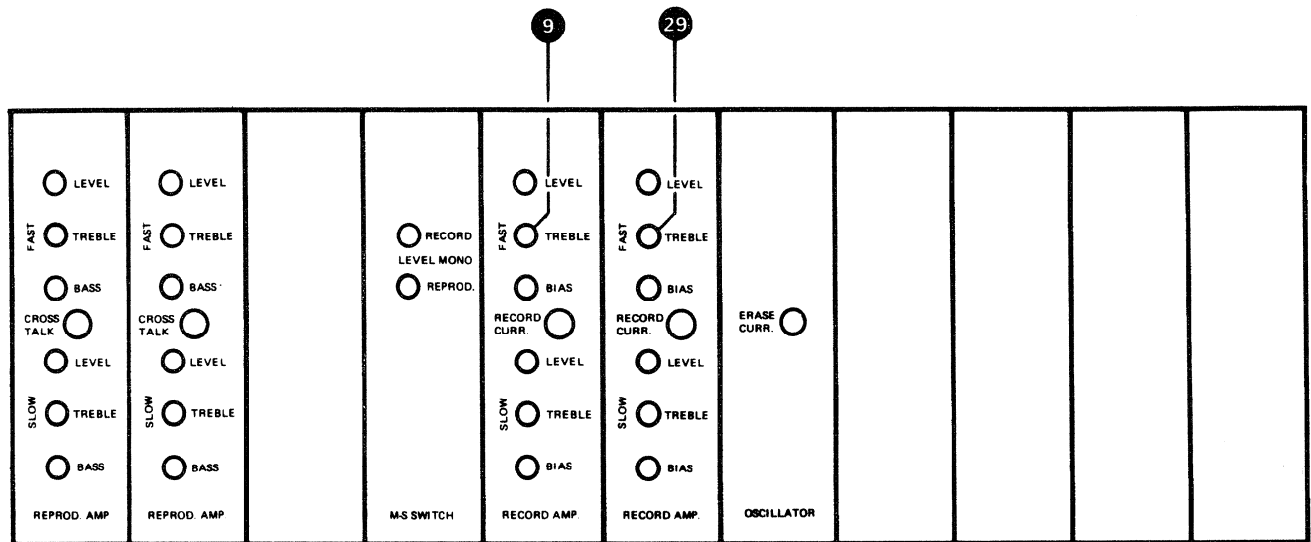 9
29
LEVEL
FAST
TREBLE
BASS
CROSS
TALK
LEVEL
SLOW
TREBLE
BASS
REPROD. AMP
LEVEL
FAST
TREBLE
BASS
CROSS
TALK
LEVEL
SLOW
TREBLE
BASS
REPROD. AMP.
RECORD
LEVEL MONO
REPROD.
M-S SWITCH
LEVEL
FAST
TREBLE
BIAS
RECORD
CURR.
LEVEL
SLOW
TREBLE
BIAS
RECORD AMP.
LEVEL
FAST
TREBLE
BIAS
RECORD
CURR.
LEVEL
SLOW
TREBLE
BIAS
RECORD AMP.
ERASE
CURR.
OSCILLATOR